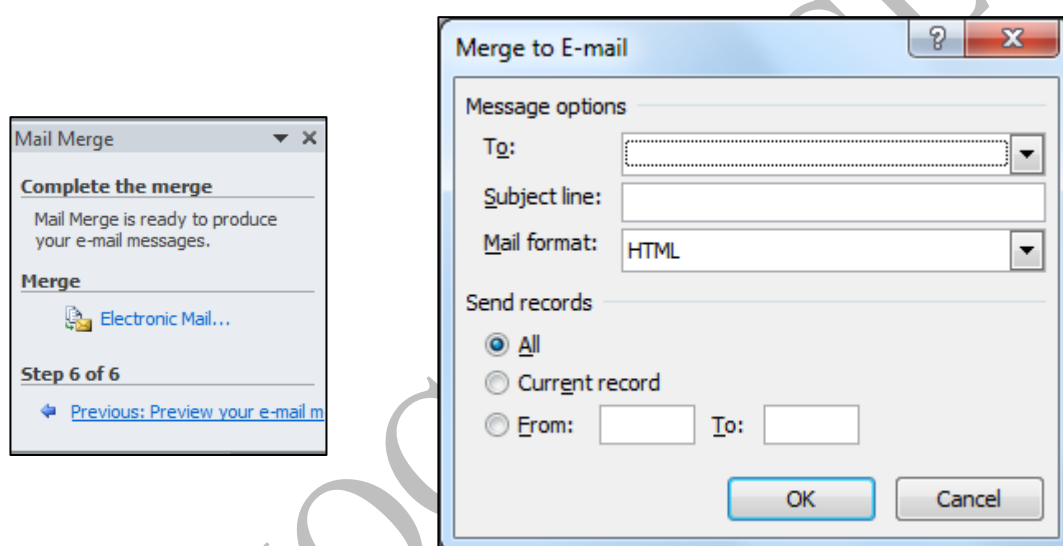 Mail Merge
Complete the merge
Mail Merge is ready to produce
your e-mail messages.
Merge
Electronic Mail...
Step 6 of 6
Previous: Preview your e-mail m
Merge to E-mail
Message options
To:
Subject line:
Mail format: HTML
Send records
All
Current record
From: To:
OK Cancel